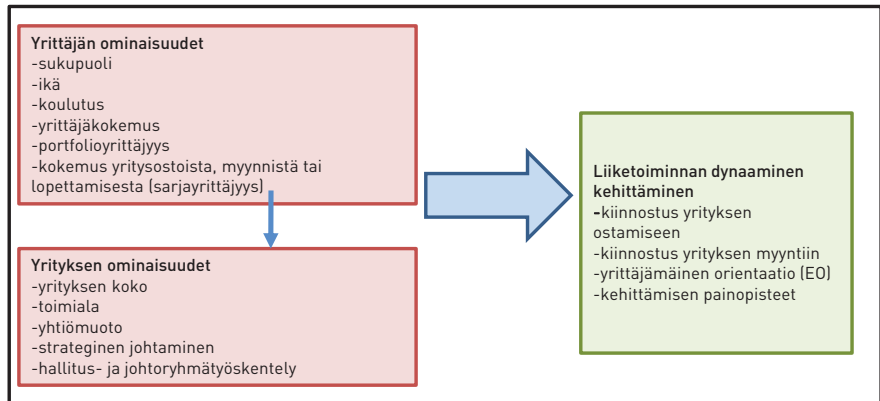 Yrittäjän ominaisuudet
-sukupuoli
-ikä
-koulutus
-yrittäjäkokemus
-portfolioyrittäjyys
-kokemus yritysostoista, myynnistä tai
lopettamisesta (sarjayrittäjyys)
Yrityksen ominaisuudet
-yrityksen koko
-toimiala
-yhtiömuoto
-strateginen johtaminen
-hallitus- ja johtoryhmätyöskentely
Liiketoiminnan dynaaminen
kehittäminen
-kiinnostus yrityksen
ostamiseen
-kiinnostus yrityksen myyntiin
-yrittäjämäinen orientaatio (EO)
-kehittämisen painopisteet